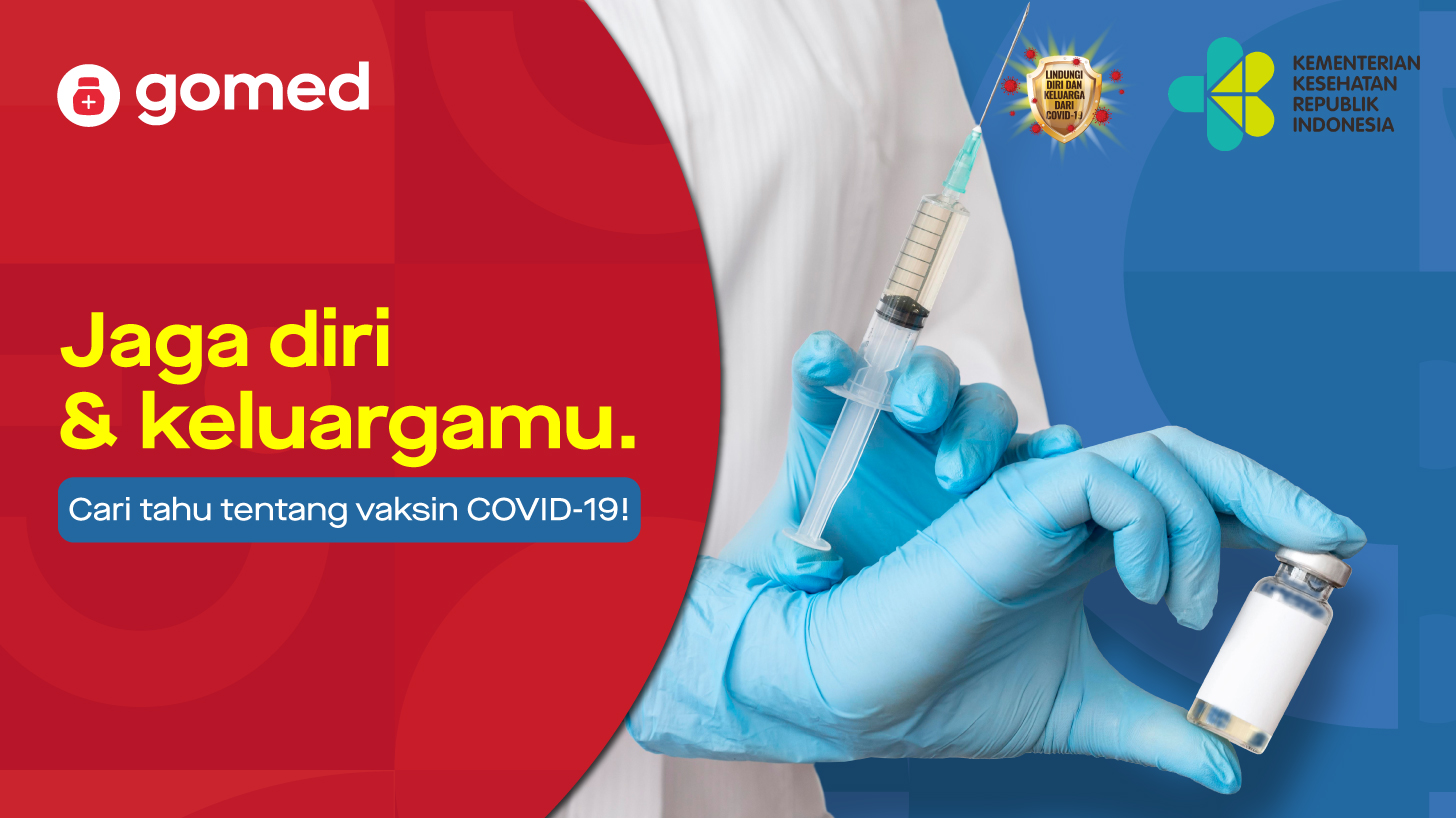 gomed
LINDUNGI
DIRI DAN
KELUARGA
DARI
COVID-19
KEMENTERIAN
KESEHATAN
REPUBLIK
INDONESIA
Jaga diri
& keluargamu.
Cari tahu tentang vaksin COVID-19!